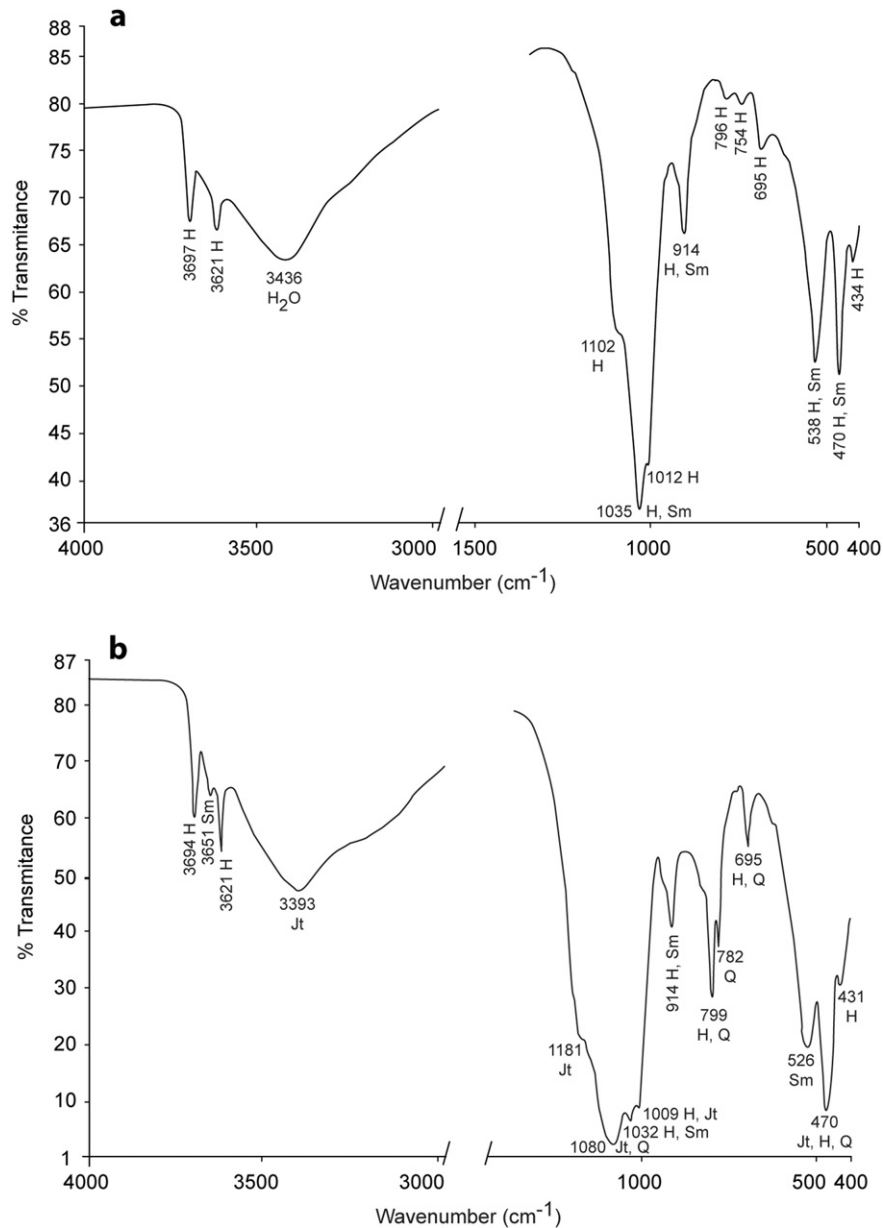 a
88
85
80
75
70
65
60
55
50
45
40
36
% Transmitance
3697 H
3621 H
3436
H2O
1102
H
1035 H, Sm
1012 H
914
H, Sm
796 H
754 H
695 H
538 H, Sm
470 H, Sm
434 H
4000 3500 3000 1500 1000 500 400
Wavenumber (cm-1)
b
87
80
70
60
50
40
30
20
10
1
% Transmitance
3694 H
3651 Sm
3621 H
3393
Jt
1181
Jt
1080 Jt, Q
1032 H, Sm
1009 H, Jt
914 H, Sm
799
H, Q
782
Q
695
H, Q
526
Sm
470
Jt, H, Q
431
H
4000 3500 3000 1000 500 400
Wavenumber (cm-1)